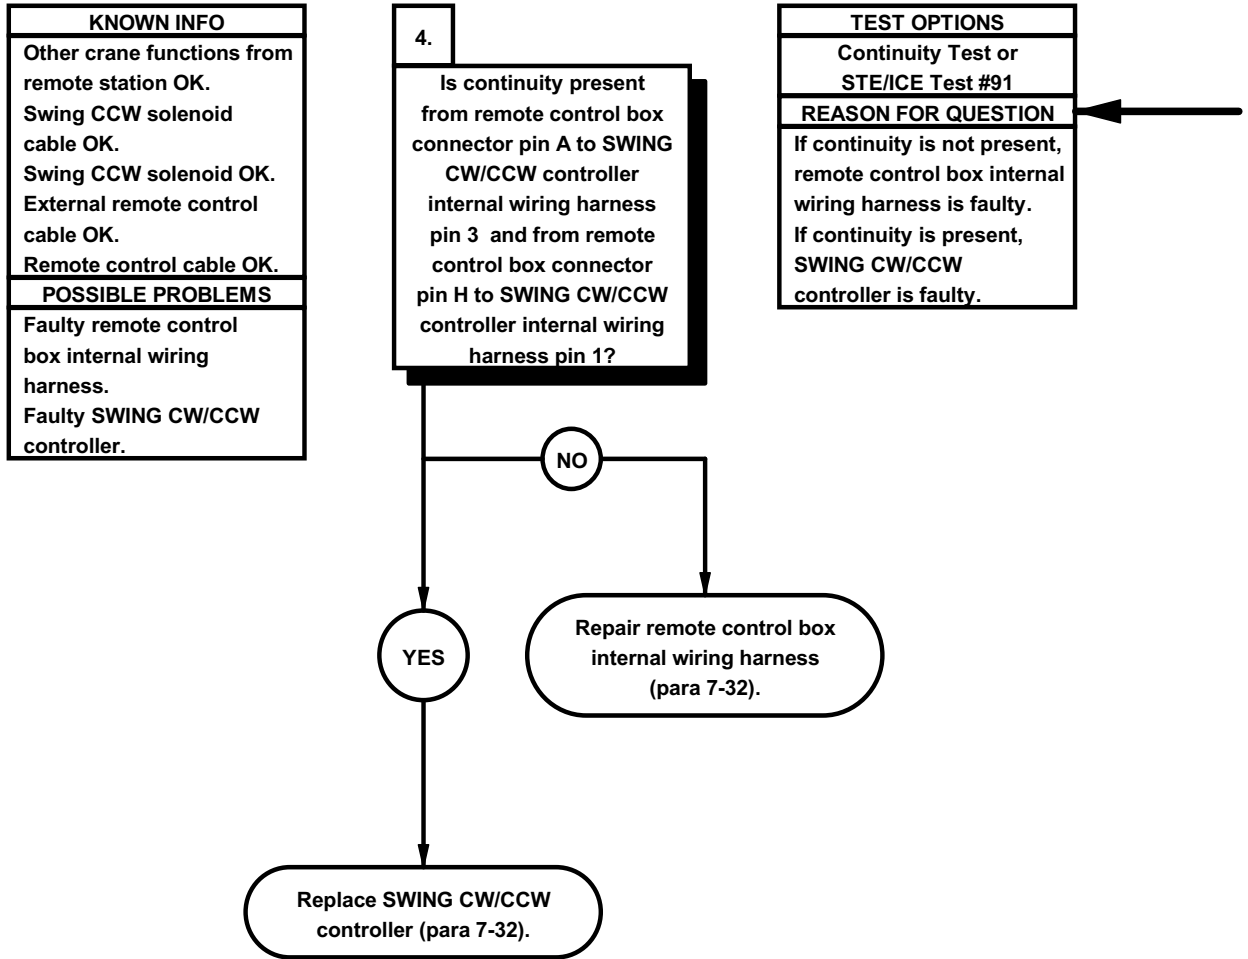 KNOWN INFO
Other crane functions from
remote station OK.
Swing CCW solenoid
cable OK.
Swing CCW solenoid OK.
External remote control
cable OK.
Remote control cable OK.
POSSIBLE PROBLEMS
Faulty remote control
box internal wiring
harness.
Faulty SWING CW/CCW
controller.
4.
Is continuity present
from remote control box
connector pin A to SWING
CW/CCW controller
internal wiring harness
pin 3 and from remote
control box connector
pin H to SWING CW/CCW
controller internal wiring
harness pin 1?
TEST OPTIONS
Continuity Test or
STE/ICE Test #91
REASON FOR QUESTION
If continuity is not present,
remote control box internal
wiring harness is faulty.
If continuity is present,
SWING CW/CCW
controller is faulty.
NO
YES
Repair remote control box
internal wiring harness
(para 7-32).
Replace SWING CW/CCW
controller (para 7-32).